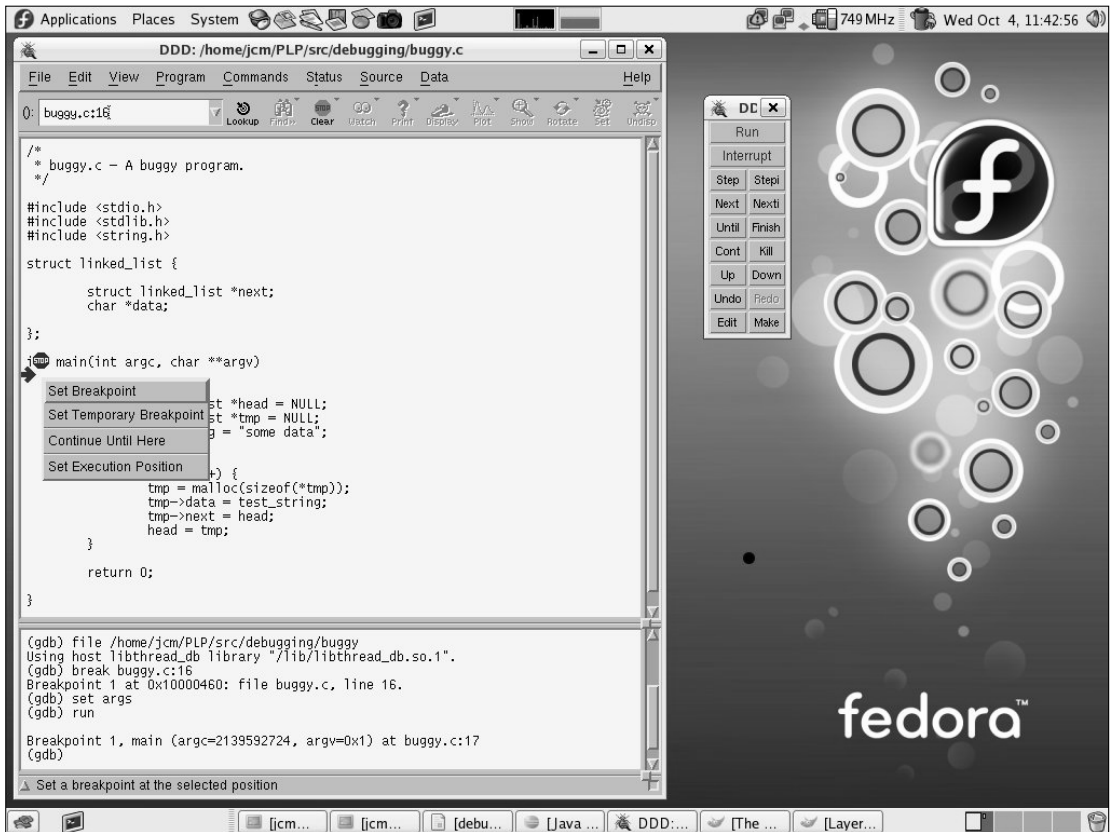 Applications Places System
749 MHz
Wed Oct 4, 11:42:56
DDD: /home/jcm/PLP/src/debugging/buggy.c
File Edit View Program Commands Status Source Data Help
(): buggy.c:16
Lookup Find» Clear Watch Print Display Plot Show Rotate Set Undisp
/*
* buggy.c – A buggy program.
*/
#include <stdio.h>
#include <stdlib.h>
#include <string.h>
struct linked_list {
struct linked_list *next;
char *data;
};
STOP main(int argc, char **argv)
Set Breakpoint
Set Temporary Breakpoint
Continue Until Here
Set Execution Position
st *head = NULL;
st *tmp = NULL;
g = "some data";
+) {
tmp = malloc(sizeof(*tmp));
tmp->data = test_string;
tmp->next = head;
head = tmp;
}
return 0;
}
(gdb) file /home/jcm/PLP/src/debugging/buggy
Using host libthread_db library "/lib/libthread_db.so.1".
(gdb) break buggy.c:16
Breakpoint 1 at 0x10000460: file buggy.c, line 16.
(gdb) set args
(gdb) run
Breakpoint 1, main (argc=2139592724, argv=0x1) at buggy.c:17
(gdb)
Set a breakpoint at the selected position
DD
Run
Interrupt
Step Stepi
Next Nexti
Until Finish
Cont Kill
Up Down
Undo Redo
Edit Make
fedora™
[jcm... [jcm... [debu... [Java ... DDD:... [The ... [Layer...